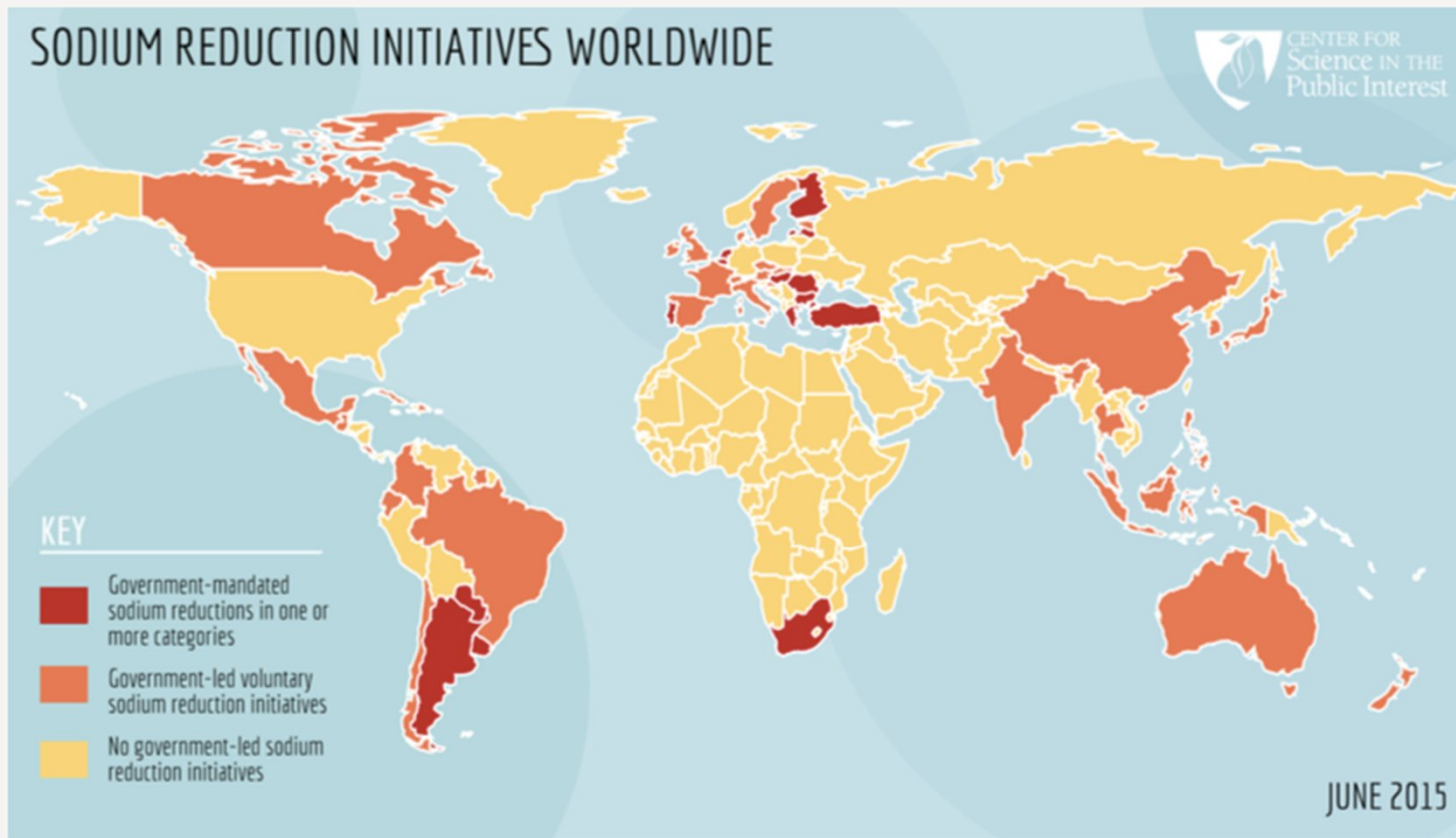 SODIUM REDUCTION INITIATIVES WORLDWIDE
CENTER FOR
Science IN THE
Public Interest
KEY
Government-mandated
sodium reductions in one or
more categories
Government-led voluntary
sodium reduction initiatives
No government-led sodium
reduction initiatives
JUNE 2015